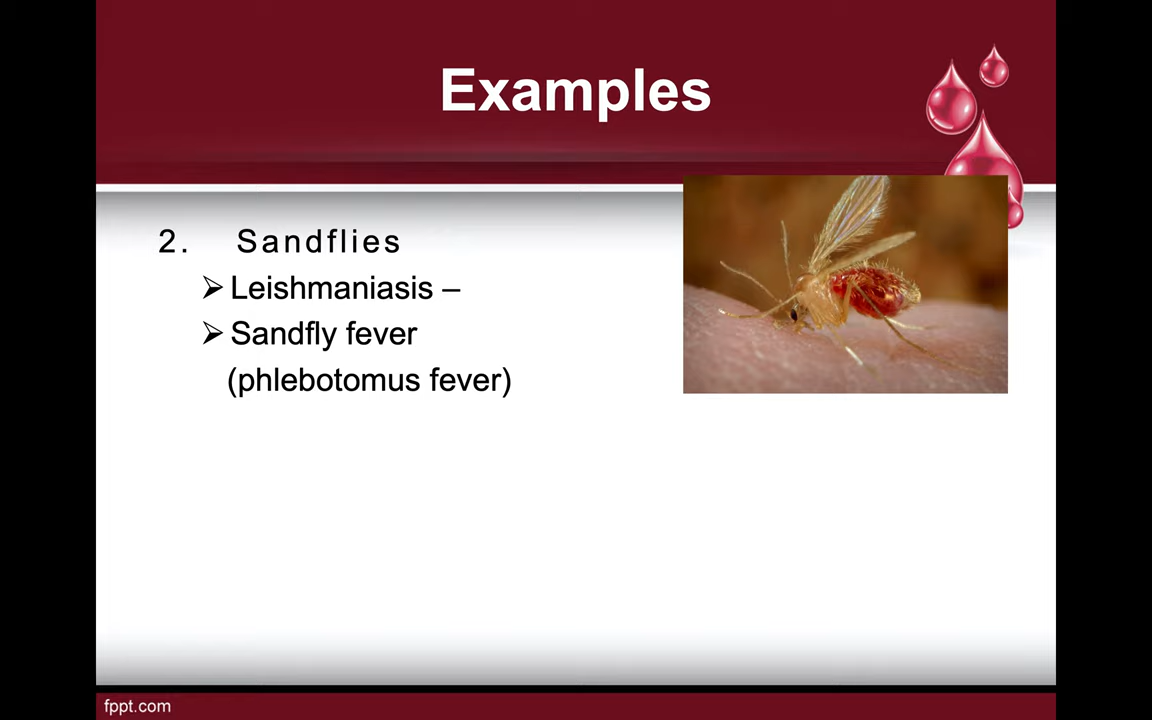 Examples
2. Sandflies
➢ Leishmaniasis –
➢ Sandfly fever
(phlebotomus fever)
fppt.com